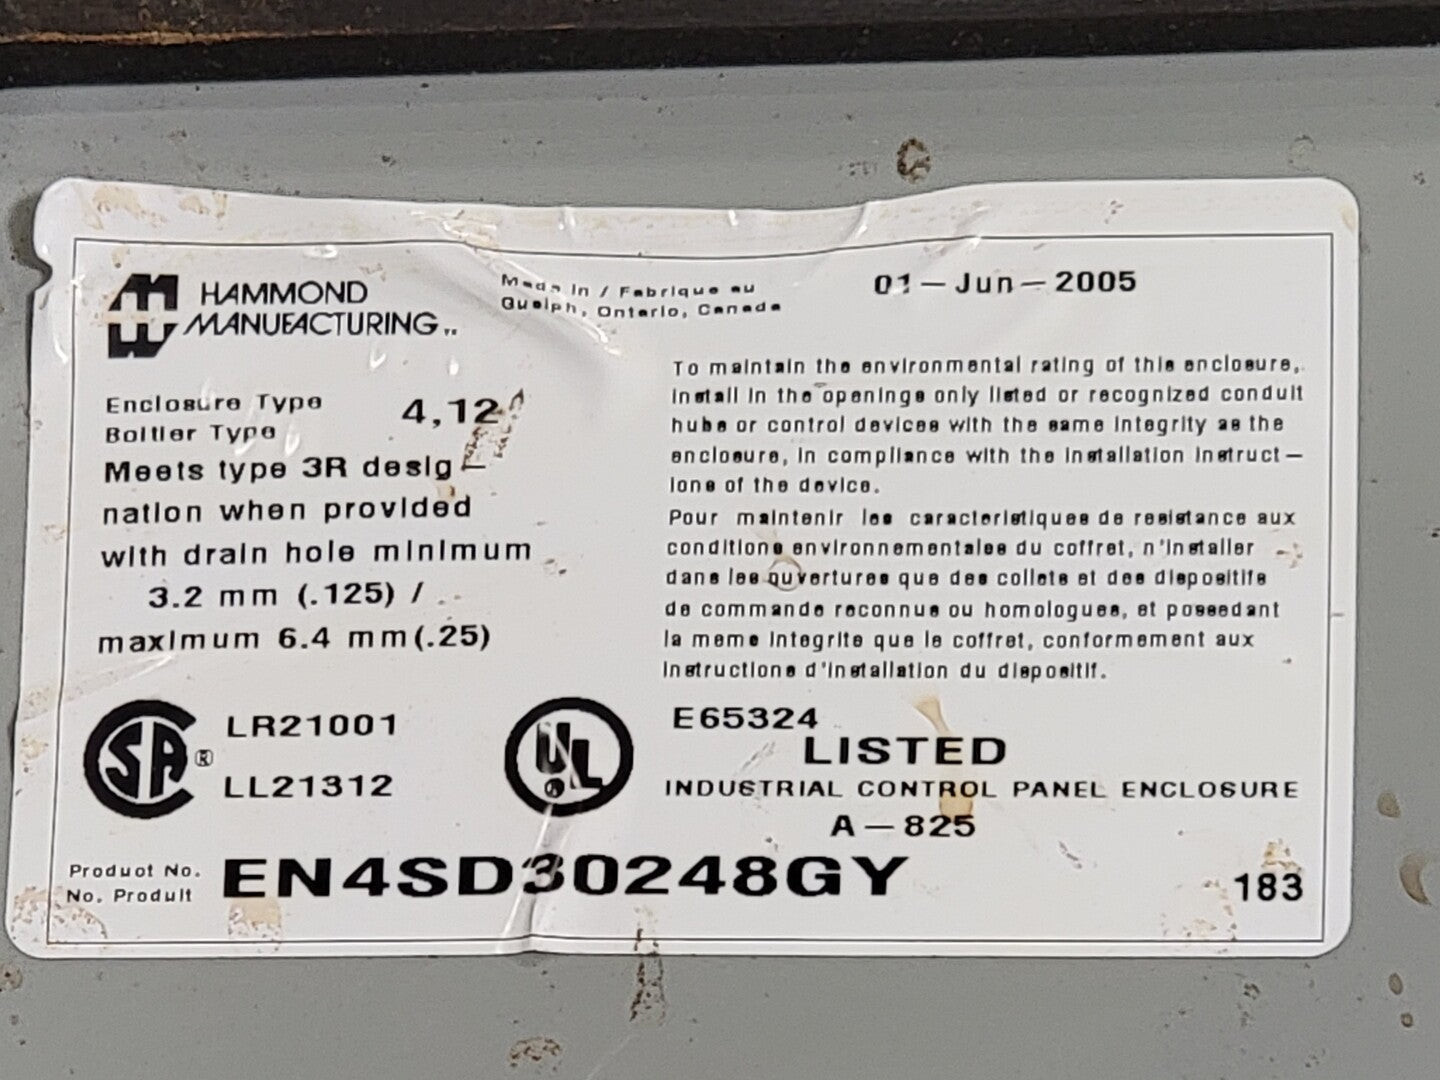 HAMMOND
MANUFACTURING™
Made in / Fabrique au
Guelph, Ontario, Canada
01-Jun-2005
Enclosure Type
Boitier Type
4,12
Meets type 3R desig-
nation when provided
with drain hole minimum
3.2 mm (.125) /
maximum 6.4 mm(.25)
To maintain the environmental rating of this enclosure,
install in the openings only listed or recognized conduit
hubs or control devices with the same integrity as the
enclosure, in compliance with the installation instruct-
ions of the device.
Pour maintenir les caracteristiques de resistance aux
conditions environnementales du coffret, n'installer
dans les ouvertures que des collets et des dispositifs
de commande reconnus ou homologues, et possedant
la meme integrite que le coffret, conformement aux
instructions d'installation du dispositif.
SA®
LR21001
LL21312
UL®
E65324
LISTED
INDUSTRIAL CONTROL PANEL ENCLOSURE
A-825
Product No.
No. Produit
EN4SD30248GY
183